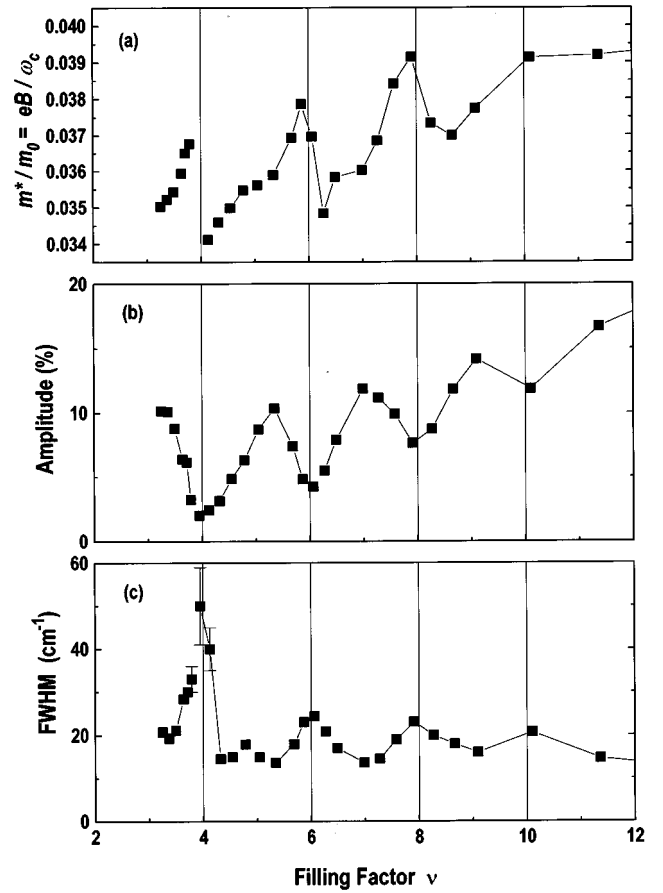 (a)
m*/m₀ = eB/ω_c
0.040
0.039
0.038
0.037
0.036
0.035
0.034
(b)
Amplitude (%)
20
10
0
(c)
FWHM (cm⁻¹)
60
40
20
0
2 4 6 8 10 12
Filling Factor ν